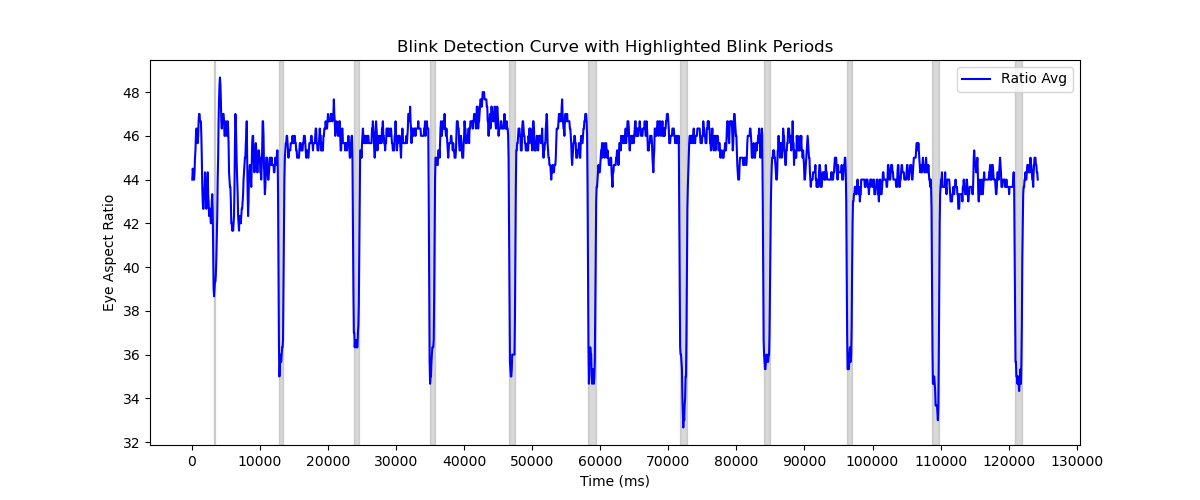 Blink Detection Curve with Highlighted Blink Periods
Ratio Avg
Eye Aspect Ratio
48
46
44
42
40
38
36
34
32
0 10000 20000 30000 40000 50000 60000 70000 80000 90000 100000 110000 120000 130000
Time (ms)